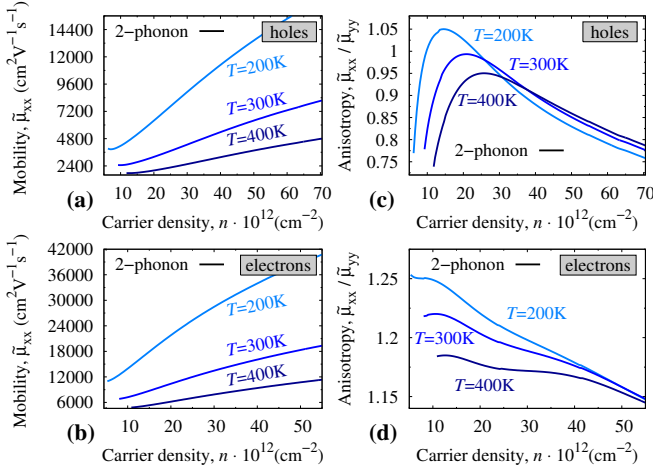 Mobility, μ̃xx (cm²V⁻¹s⁻¹)
14400
12000
9600
7200
4800
2400
2-phonon
holes
T=200K
T=300K
T=400K
10 20 30 40 50 60 70
(a)
Carrier density, n · 10¹²(cm⁻²)
Anisotropy, μ̃xx / μ̃yy
1.05
1
0.95
0.9
0.85
0.8
0.75
holes
T=200K
T=300K
T=400K
2-phonon
0 10 20 30 40 50 60 70
(c)
Carrier density, n · 10¹²(cm⁻²)
Mobility, μ̃xx (cm²V⁻¹s⁻¹)
42000
36000
30000
24000
18000
12000
6000
2-phonon
electrons
T=200K
T=300K
T=400K
10 20 30 40 50
(b)
Carrier density, n · 10¹²(cm⁻²)
Anisotropy, μ̃xx / μ̃yy
1.25
1.2
1.15
2-phonon
electrons
T=200K
T=300K
T=400K
10 20 30 40 50
(d)
Carrier density, n · 10¹²(cm⁻²)